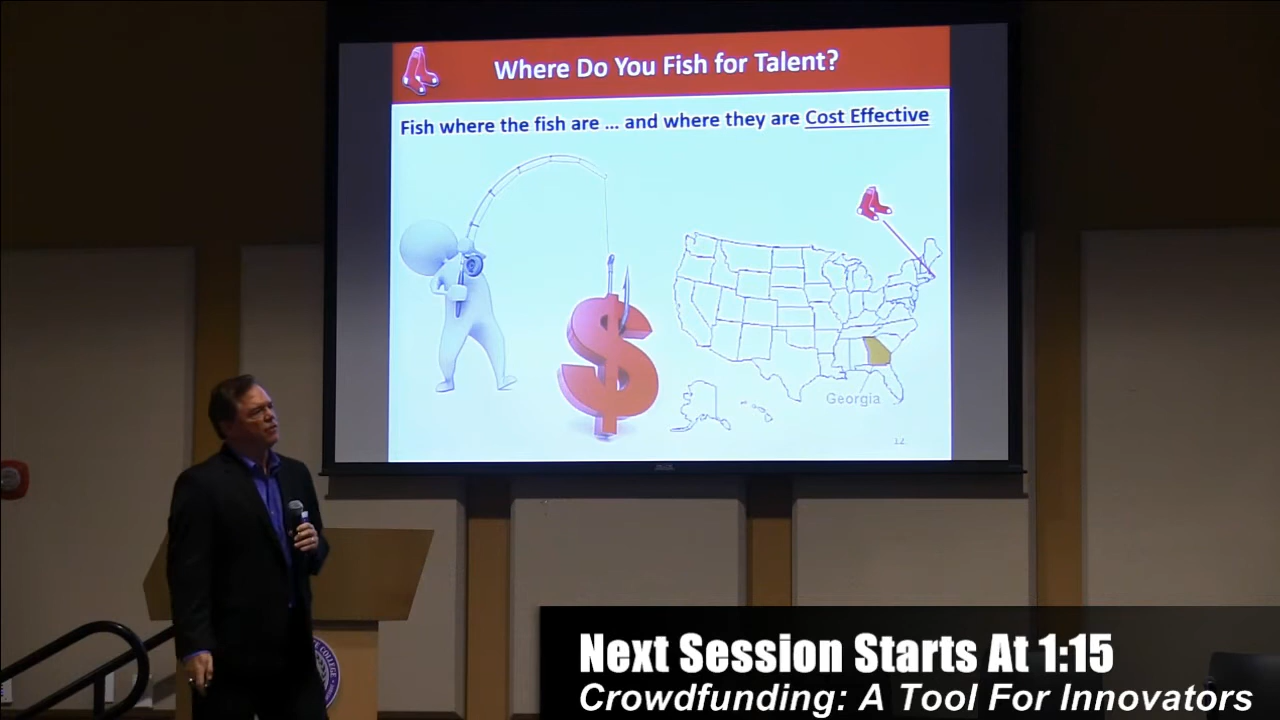 Where Do You Fish for Talent?
Fish where the fish are ... and where they are Cost Effective
Georgia
12
COLLEGE
Next Session Starts At 1:15
Crowdfunding: A Tool For Innovators